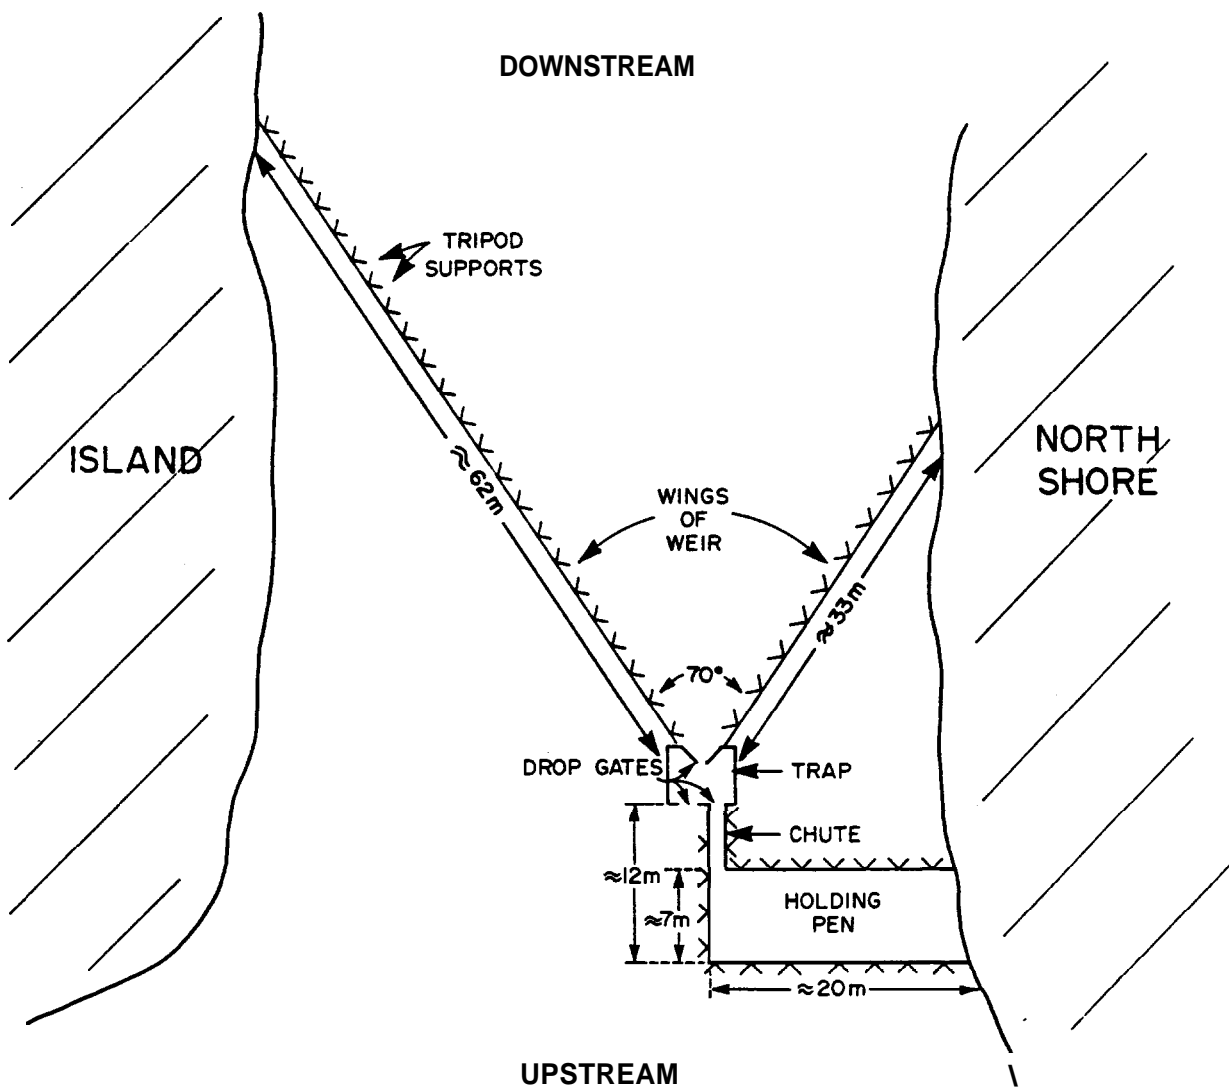 DOWNSTREAM
TRIPOD
SUPPORTS
ISLAND
NORTH
SHORE
≈62m
WINGS
OF
WEIR
≈33m
70°
DROP GATES
TRAP
CHUTE
≈12m
≈7m
HOLDING
PEN
≈20m
UPSTREAM